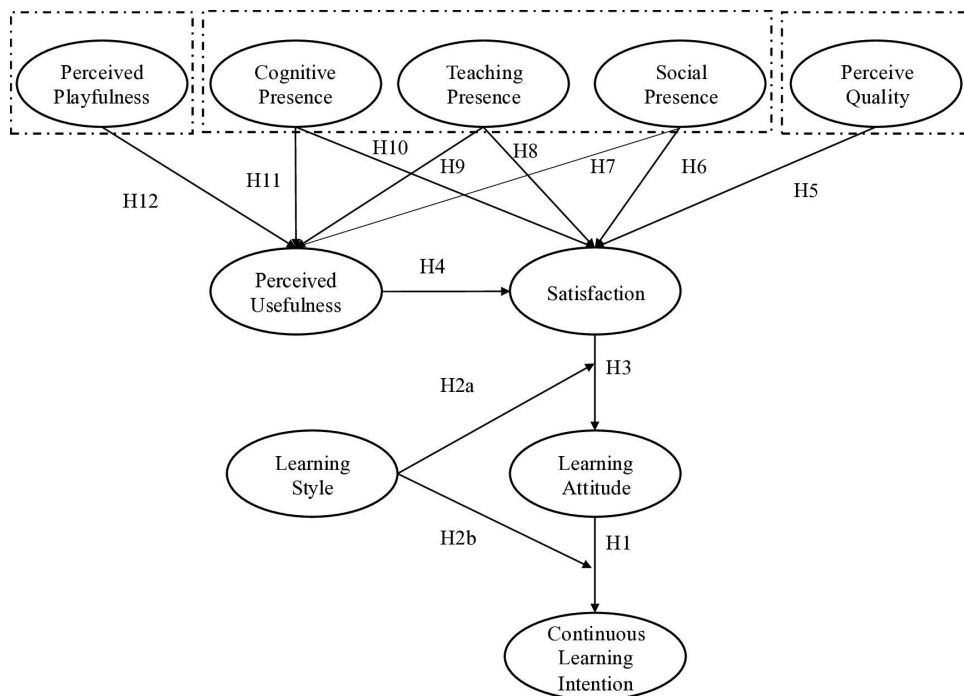 Perceived
Playfulness
Cognitive
Presence
Teaching
Presence
Social
Presence
Perceive
Quality
H12
H11
H10
H9
H8
H7
H6
H5
Perceived
Usefulness
H4
Satisfaction
H2a
H3
Learning
Style
Learning
Attitude
H2b
H1
Continuous
Learning
Intention